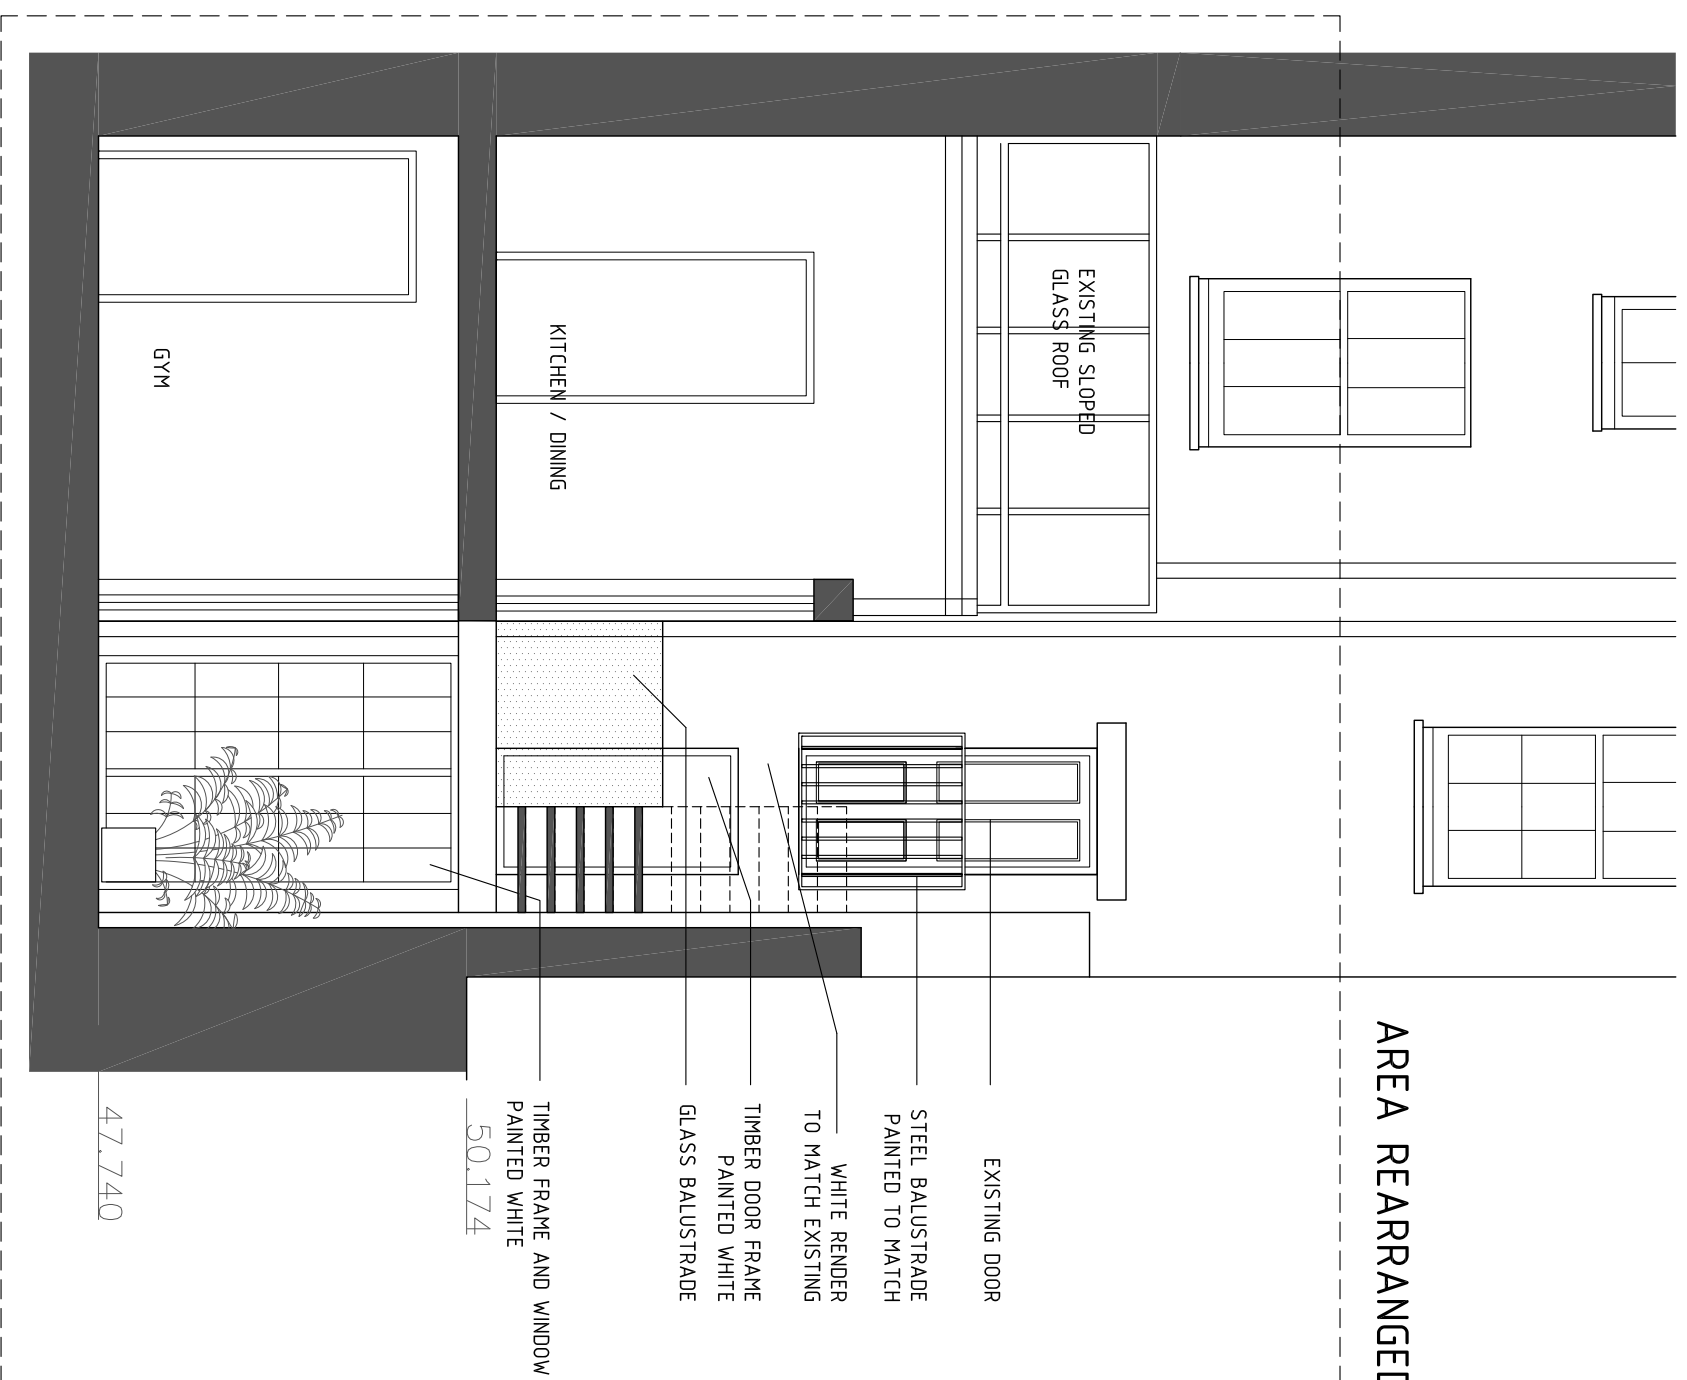 AREA REARRANGED
EXISTING SLOPED
GLASS ROOF
EXISTING DOOR
STEEL BALUSTRADE
PAINTED TO MATCH
WHITE RENDER
TO MATCH EXISTING
TIMBER DOOR FRAME
PAINTED WHITE
GLASS BALUSTRADE
KITCHEN / DINING
TIMBER FRAME AND WINDOW
PAINTED WHITE
50.174
GYM
47.740